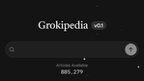 Grokipedia v0.1
Articles Available
885,279